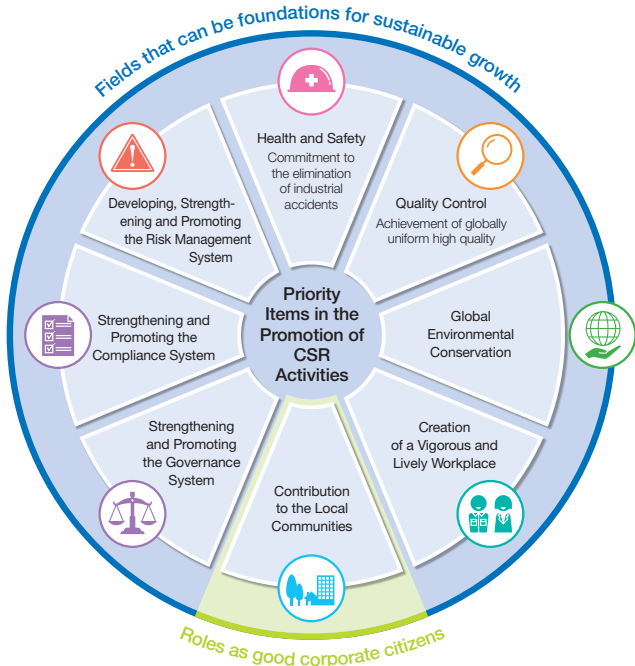 Fields that can be foundations for sustainable growth
Health and Safety
Commitment to
the elimination
of industrial
accidents
Quality Control
Achievement of globally
uniform high quality
Global
Environmental
Conservation
Creation
of a Vigorous and
Lively Workplace
Contribution
to the Local
Communities
Strengthening
and Promoting
the Governance
System
Strengthening and
Promoting the
Compliance System
Developing, Strength-
ening and Promoting
the Risk Management
System
Priority
Items in the
Promotion of
CSR
Activities
Roles as good corporate citizens